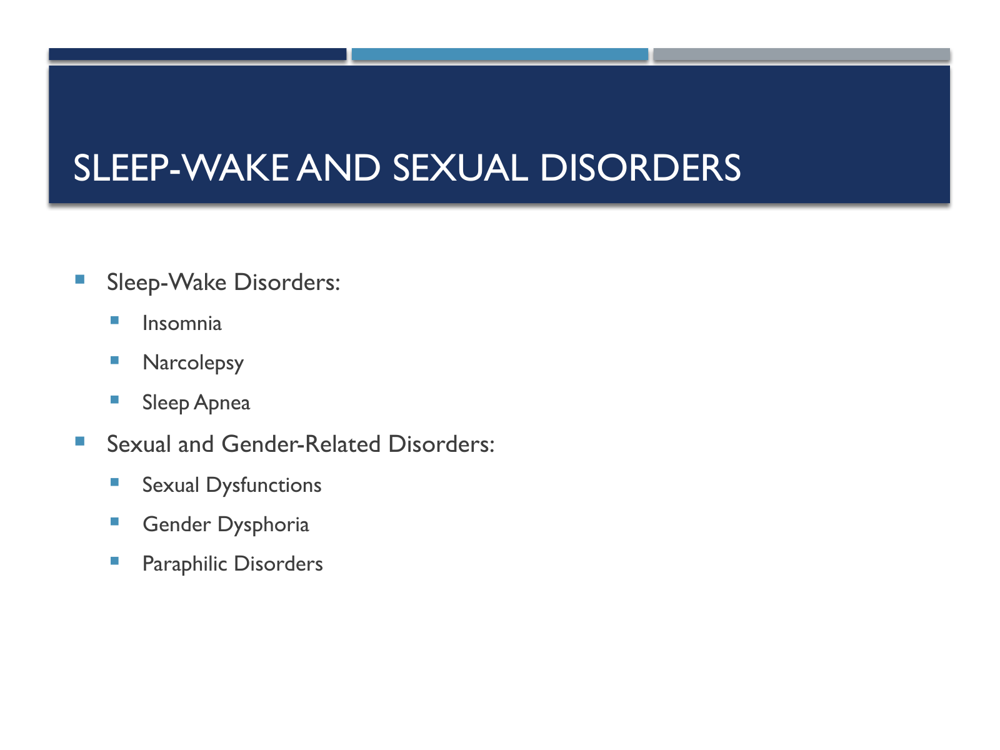 SLEEP-WAKE AND SEXUAL DISORDERS
Sleep-Wake Disorders:
Insomnia
Narcolepsy
Sleep Apnea
Sexual and Gender-Related Disorders:
Sexual Dysfunctions
Gender Dysphoria
Paraphilic Disorders